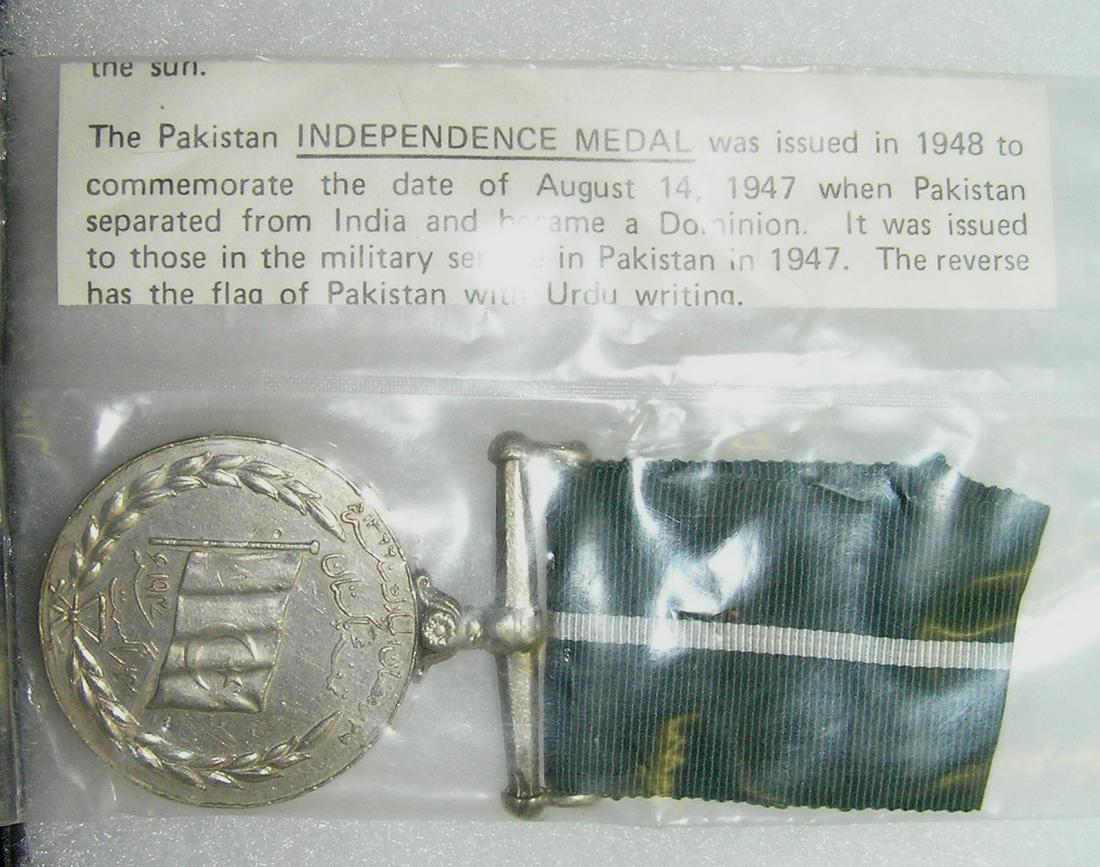 the sun.
The Pakistan INDEPENDENCE MEDAL was issued in 1948 to
commemorate the date of August 14, 1947 when Pakistan
separated from India and became a Dominion. It was issued
to those in the military in Pakistan in 1947. The reverse
has the flag of Pakistan with Urdu writing.
پاکستان